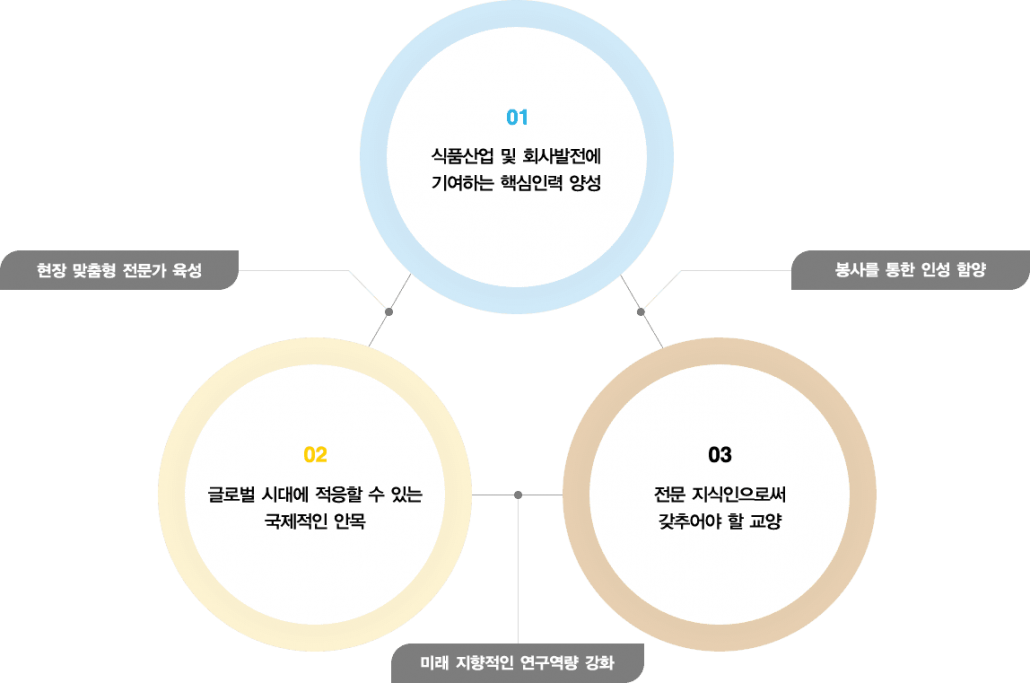 01
식품산업 및 회사발전에
기여하는 핵심인력 양성
현장 맞춤형 전문가 육성
봉사를 통한 인성 함양
02
글로벌 시대에 적응할 수 있는
국제적인 안목
03
전문 지식인으로써
갖추어야 할 교양
미래 지향적인 연구역량 강화